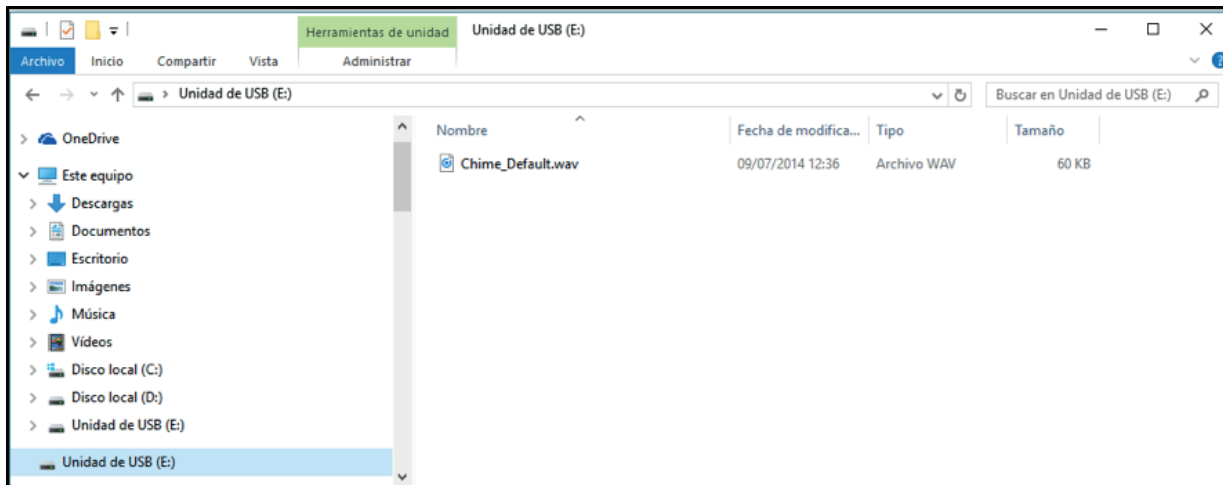 Herramientas de unidad Unidad de USB (E:)
Archivo Inicio Compartir Vista Administrar
Unidad de USB (E:) Buscar en Unidad de USB (E:)
OneDrive
Este equipo
Descargas
Documentos
Escritorio
Imágenes
Música
Vídeos
Disco local (C:)
Disco local (D:)
Unidad de USB (E:)
Unidad de USB (E:)
Nombre Fecha de modifica... Tipo Tamaño
Chime_Default.wav 09/07/2014 12:36 Archivo WAV 60 KB